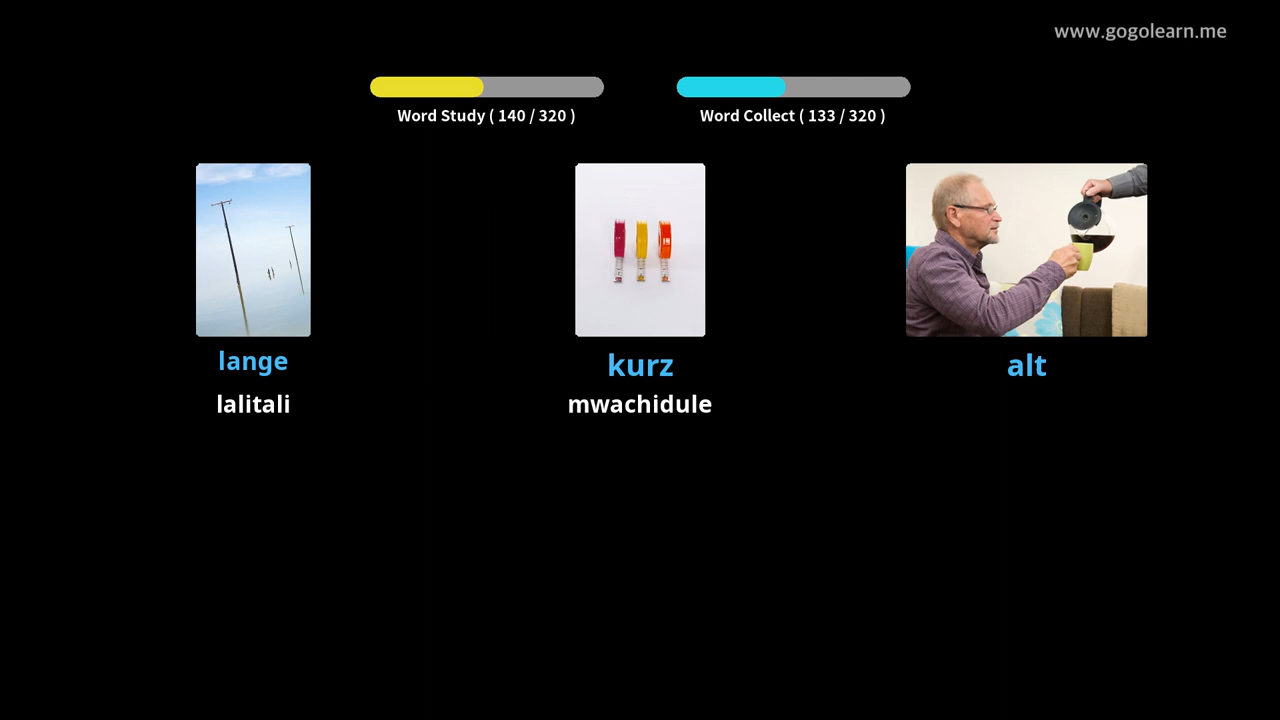 www.gogolearn.me
Word Study ( 140 / 320 )
Word Collect ( 133 / 320 )
lange
kurz
alt
lalitali
mwachidule